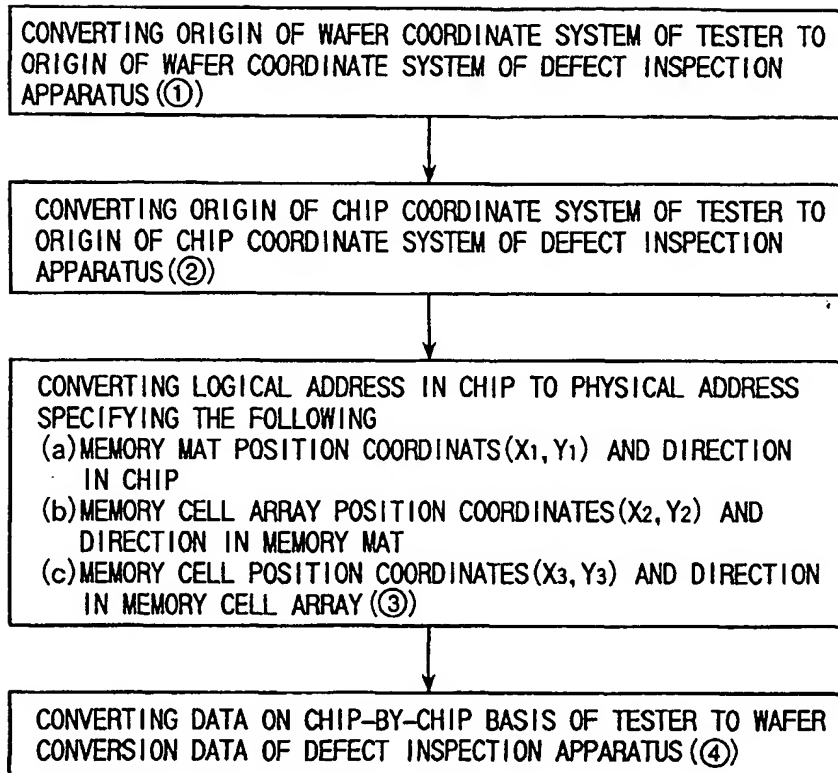 CONVERTING ORIGIN OF WAFER COORDINATE SYSTEM OF TESTER TO
ORIGIN OF WAFER COORDINATE SYSTEM OF DEFECT INSPECTION
APPARATUS(①)
CONVERTING ORIGIN OF CHIP COORDINATE SYSTEM OF TESTER TO
ORIGIN OF CHIP COORDINATE SYSTEM OF DEFECT INSPECTION
APPARATUS(②)
CONVERTING LOGICAL ADDRESS IN CHIP TO PHYSICAL ADDRESS
SPECIFYING THE FOLLOWING
(a)MEMORY MAT POSITION COORDINATS(X1,Y1) AND DIRECTION
IN CHIP
(b)MEMORY CELL ARRAY POSITION COORDINATES(X2,Y2) AND
DIRECTION IN MEMORY MAT
(c)MEMORY CELL POSITION COORDINATES(X3,Y3) AND DIRECTION
IN MEMORY CELL ARRAY(③)
CONVERTING DATA ON CHIP-BY-CHIP BASIS OF TESTER TO WAFER
CONVERSION DATA OF DEFECT INSPECTION APPARATUS(④)